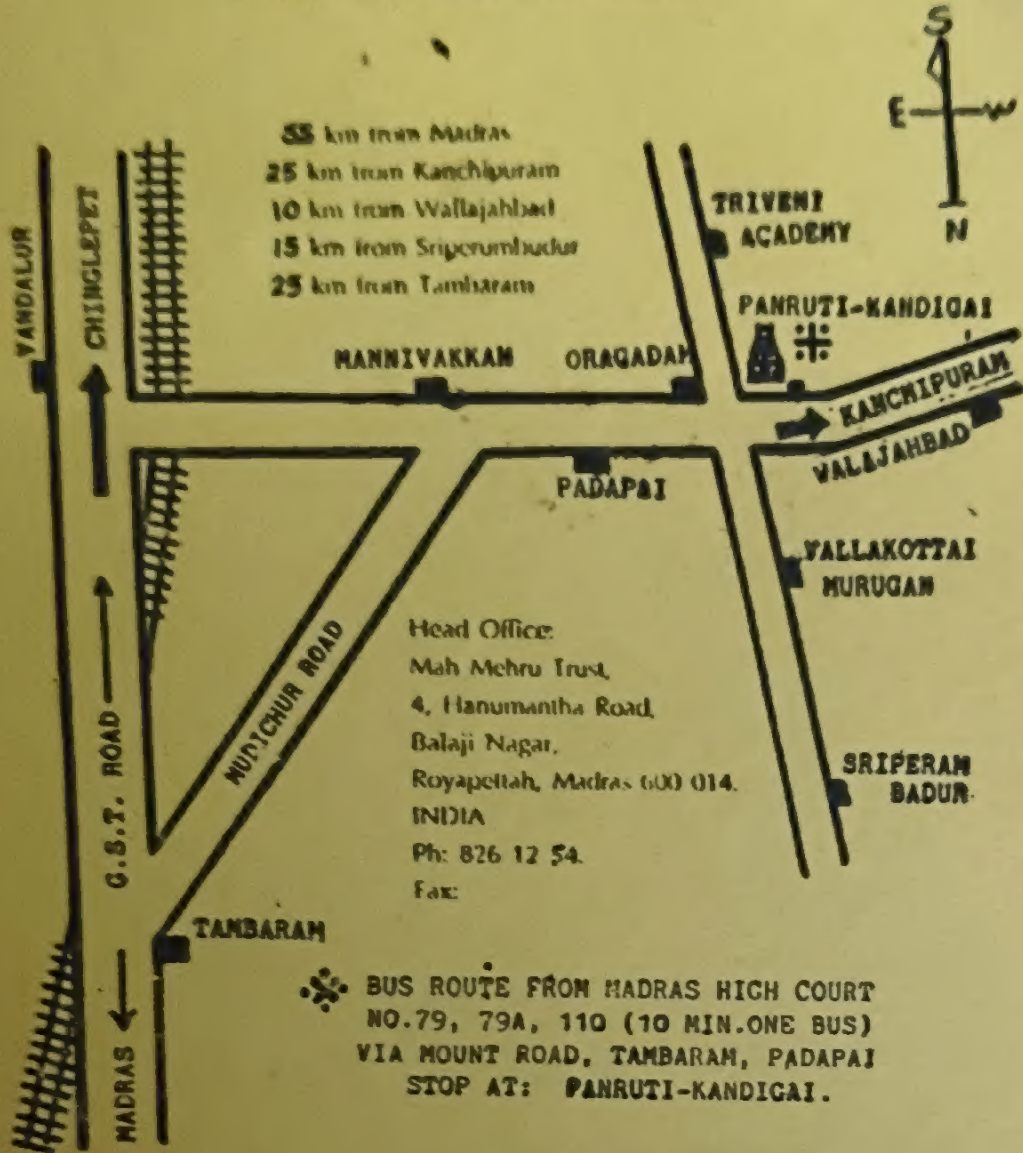 S
E W
N
55 km from Madras
25 km from Kanchipuram
10 km from Wallajahbad
15 km from Sriperumbudur
25 km from Tambaram
VANDALUR
CHINGLEPET
TRIVENI
ACADEMY
PANRUTI-KANDIGAI
MANNIVAKKAM
ORAGADAM
KANCHIPURAM
WALAJAHBAD
PADAPAI
VALLAKOTTAI
MURUGAN
G.S.T. ROAD
MUDICHUR ROAD
Head Office:
Mah Mehru Trust,
4, Hanumantha Road,
Balaji Nagar,
Royapettah, Madras 600 014.
INDIA
Ph: 826 12 54.
Fax:
SRIPERAM
BADUR
TAMBARAM
MADRAS
BUS ROUTE FROM MADRAS HIGH COURT
NO.79, 79A, 110 (10 MIN.ONE BUS)
VIA MOUNT ROAD, TAMBARAM, PADAPAI
STOP AT: PANRUTI-KANDIGAI.